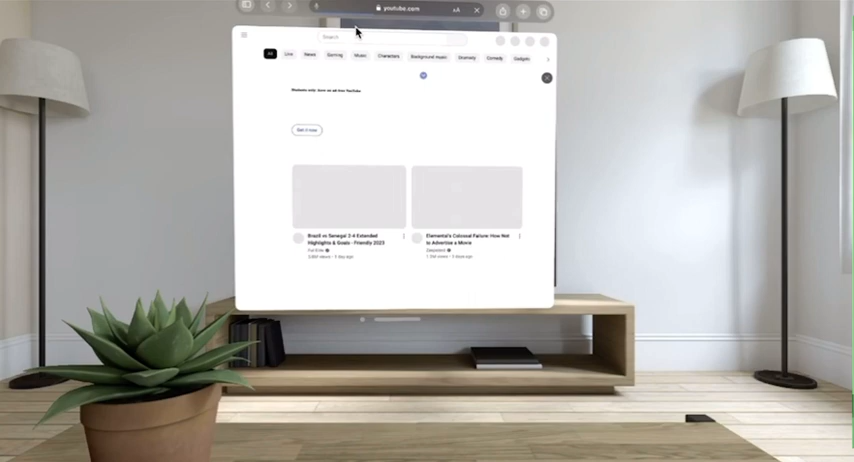 youtube.com AA
Search
All Live News Gaming Music Characters Background music Dramedy Comedy Gadgets
Get it now
Brazil vs Senegal 2-4 Extended
Highlights & Goals - Friendly 2023
Elemental's Colossal Failure: How Not
to Advertise a Movie